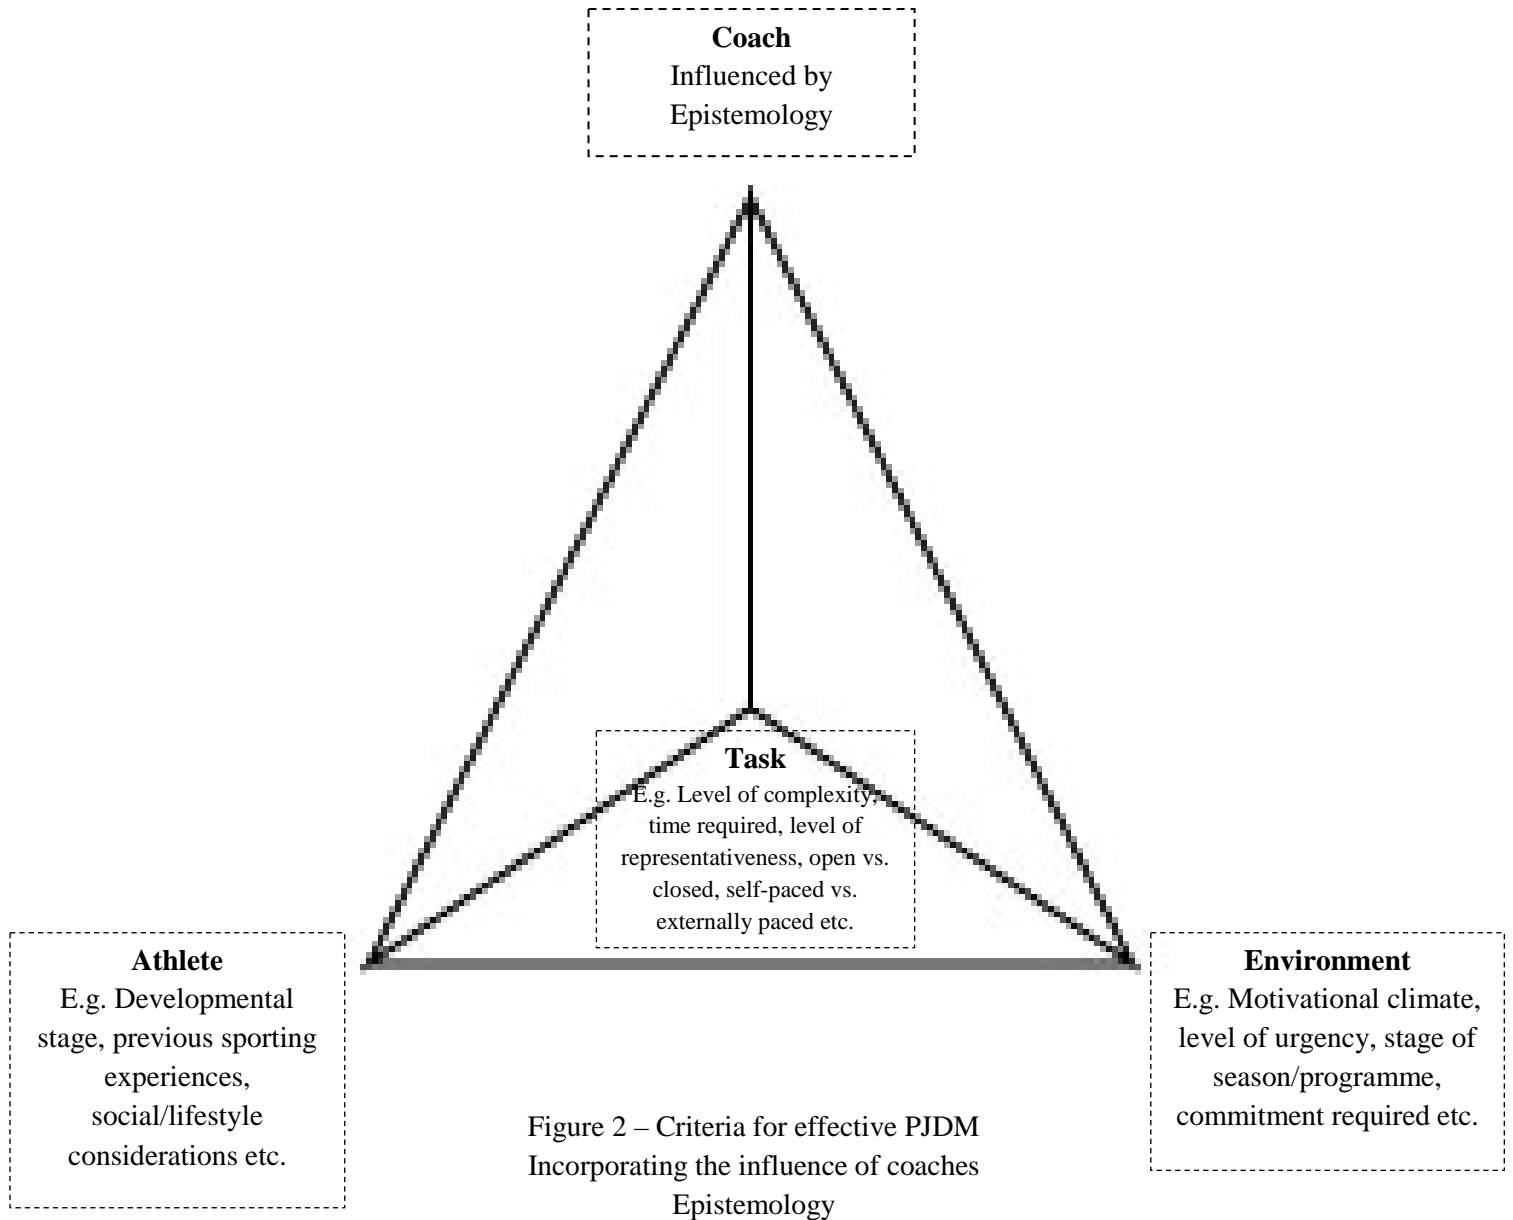 Coach
Influenced by
Epistemology
Task
E.g. Level of complexity,
time required, level of
representativeness, open vs.
closed, self-paced vs.
externally paced etc.
Athlete
E.g. Developmental
stage, previous sporting
experiences,
social/lifestyle
considerations etc.
Environment
E.g. Motivational climate,
level of urgency, stage of
season/programme,
commitment required etc.
Figure 2 – Criteria for effective PJDM
Incorporating the influence of coaches
Epistemology